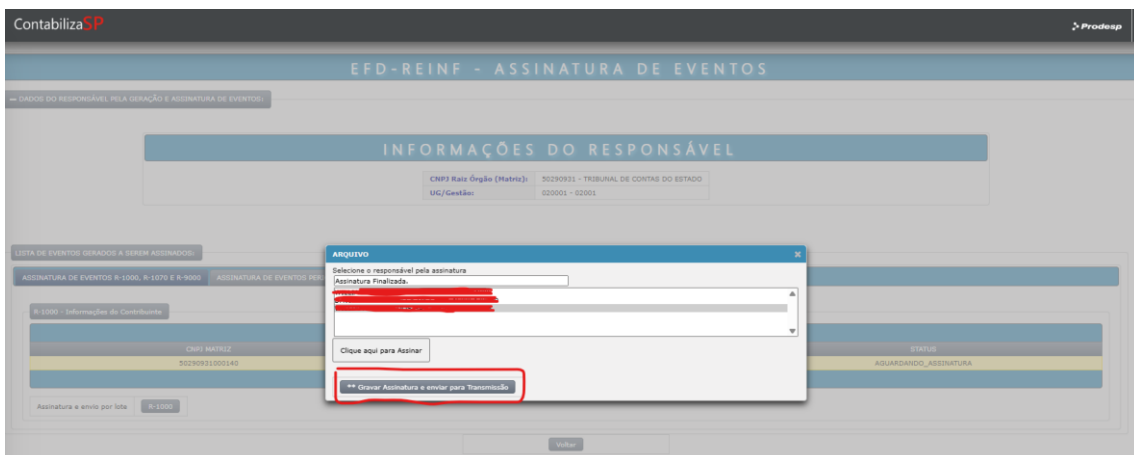 ContabilizaSP
Prodesp
EFD-REINF - ASSINATURA DE EVENTOS
DADOS DO RESPONSÁVEL PELA GERAÇÃO E ASSINATURA DE EVENTOS:
INFORMAÇÕES DO RESPONSÁVEL
CNPJ Raiz Órgão (Matriz): 50290931 - TRIBUNAL DE CONTAS DO ESTADO
UG/Gestão: 020001 - 02001
LISTA DE EVENTOS GERADOS A SEREM ASSINADOS:
ASSINATURA DE EVENTOS R-1000, R-1070 E R-9000 ASSINATURA DE EVENTOS PER
ARQUIVO
Selecione o responsável pela assinatura
Assinatura Finalizada.
Clique aqui para Assinar
** Gravar Assinatura e enviar para Transmissão
R-1000 - Informações do Contribuinte
CNPJ MATRIZ STATUS
50290931000140 AGUARDANDO_ASSINATURA
Assinatura e envio por lote R-1000
Voltar